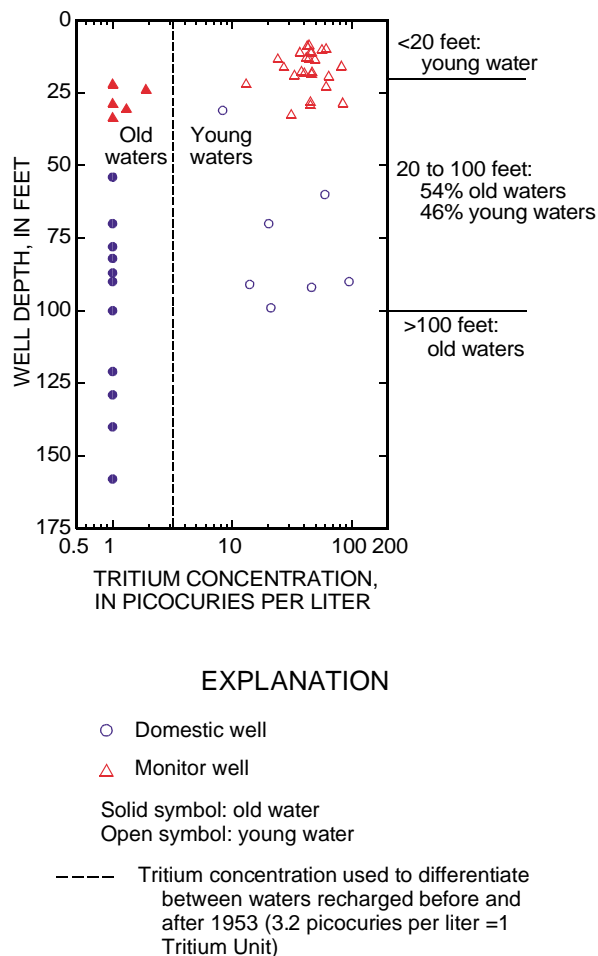 0
25
50
75
100
125
150
175
WELL DEPTH, IN FEET
0.5 1 10 100 200
TRITIUM CONCENTRATION,
IN PICOCURIES PER LITER
Old
waters
Young
waters
<20 feet:
young water
20 to 100 feet:
54% old waters
46% young waters
>100 feet:
old waters
EXPLANATION
Domestic well
Monitor well
Solid symbol: old water
Open symbol: young water
Tritium concentration used to differentiate
between waters recharged before and
after 1953 (3.2 picocuries per liter =1
Tritium Unit)